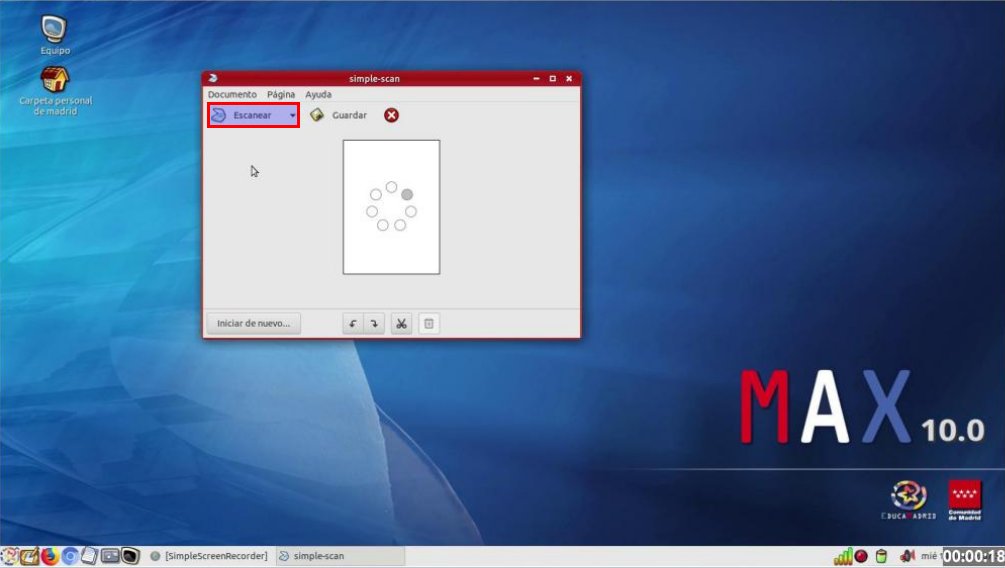 Equipo
Carpeta personal
de madrid
simple-scan
Documento Página Ayuda
Escanear Guardar
Iniciar de nuevo...
MAX 10.0
EDUCAMADRID
Comunidad
de Madrid
[SimpleScreenRecorder] simple-scan
mié 1
00:00:18